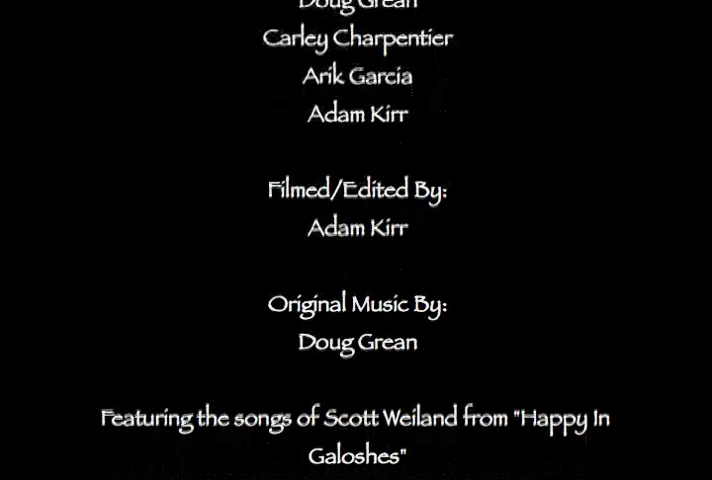 Doug Grean
Carley Charpentier
Arik Garcia
Adam Kirr
Filmed/Edited By:
Adam Kirr
Original Music By:
Doug Grean
Featuring the songs of Scott Weiland from "Happy In
Galoshes"